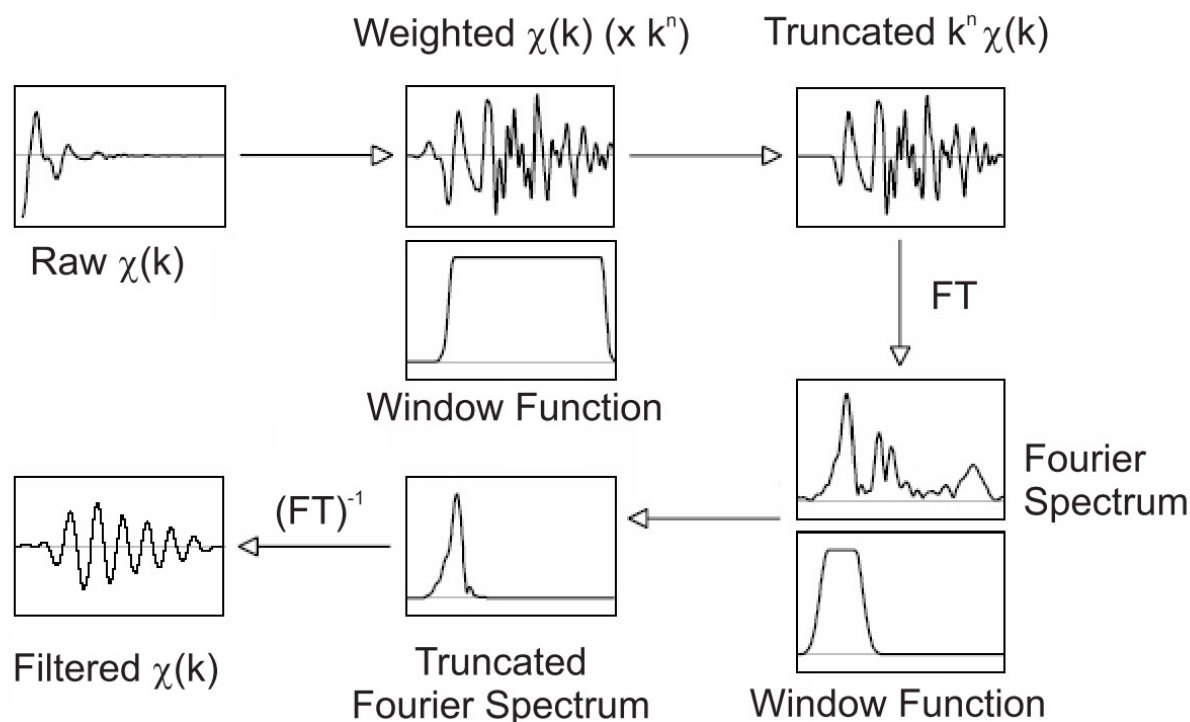 Weighted χ(k) (x kⁿ)
Truncated kⁿ χ(k)
Raw χ(k)
Window Function
FT
Fourier
Spectrum
(FT)⁻¹
Filtered χ(k)
Truncated
Fourier Spectrum
Window Function